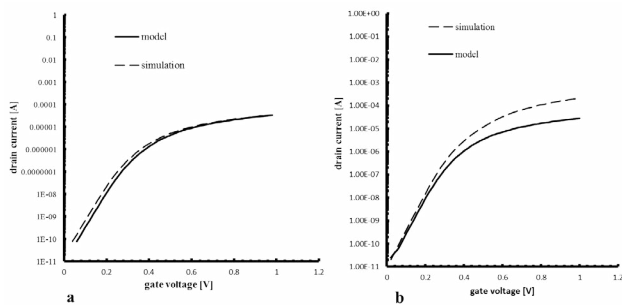 1
0.1
0.01
0.001
0.0001
0.00001
0.000001
0.0000001
1E-08
1E-09
1E-10
1E-11
drain current [A]
model
simulation
0 0.2 0.4 0.6 0.8 1 1.2
gate voltage [V]
a
1.00E+00
1.00E-01
1.00E-02
1.00E-03
1.00E-04
1.00E-05
1.00E-06
1.00E-07
1.00E-08
1.00E-09
1.00E-10
1.00E-11
drain current [A]
simulation
model
0 0.2 0.4 0.6 0.8 1 1.2
gate voltage [V]
b